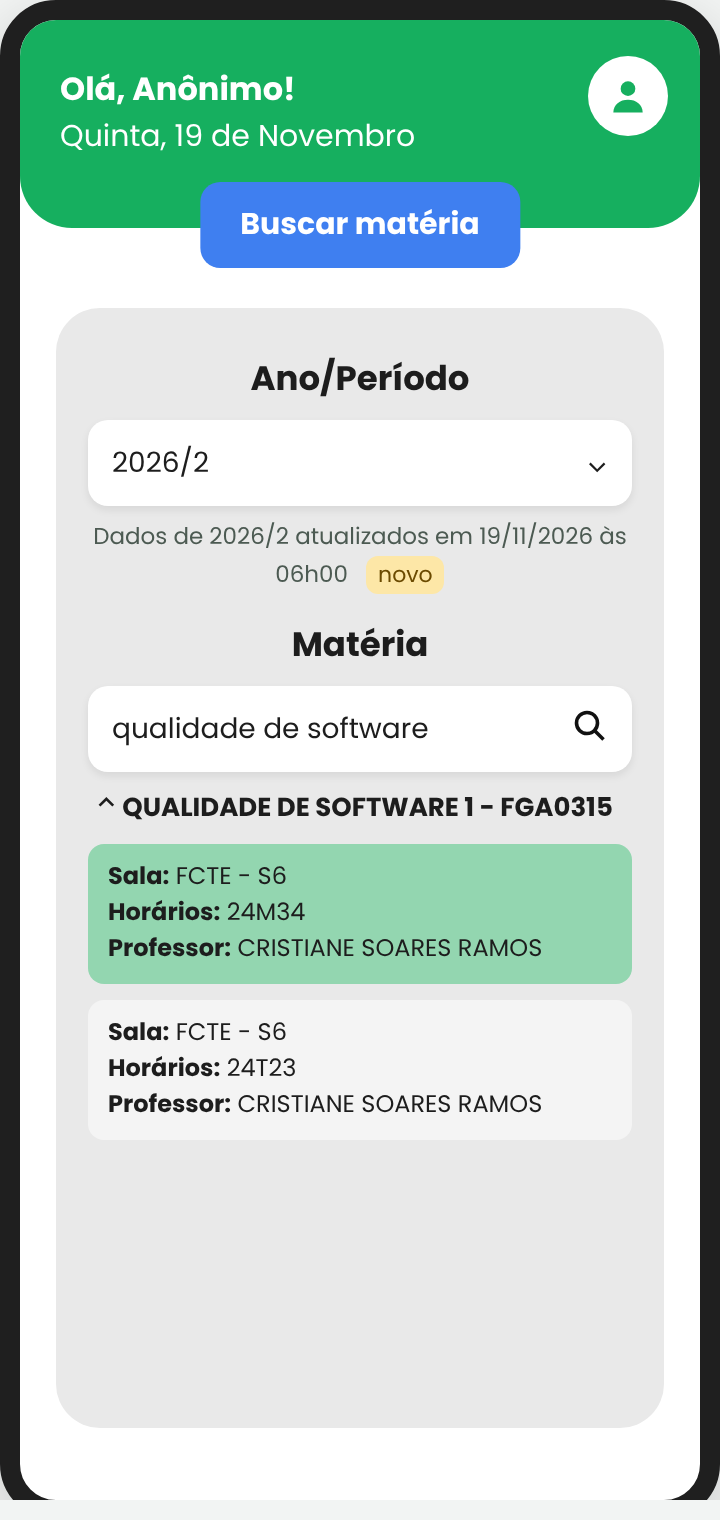 Olá, Anônimo!
Quinta, 19 de Novembro
Buscar matéria
Ano/Período
2026/2
Dados de 2026/2 atualizados em 19/11/2026 às
06h00 novo
Matéria
qualidade de software
QUALIDADE DE SOFTWARE 1 - FGA0315
Sala: FCTE - S6
Horários: 24M34
Professor: CRISTIANE SOARES RAMOS
Sala: FCTE - S6
Horários: 24T23
Professor: CRISTIANE SOARES RAMOS